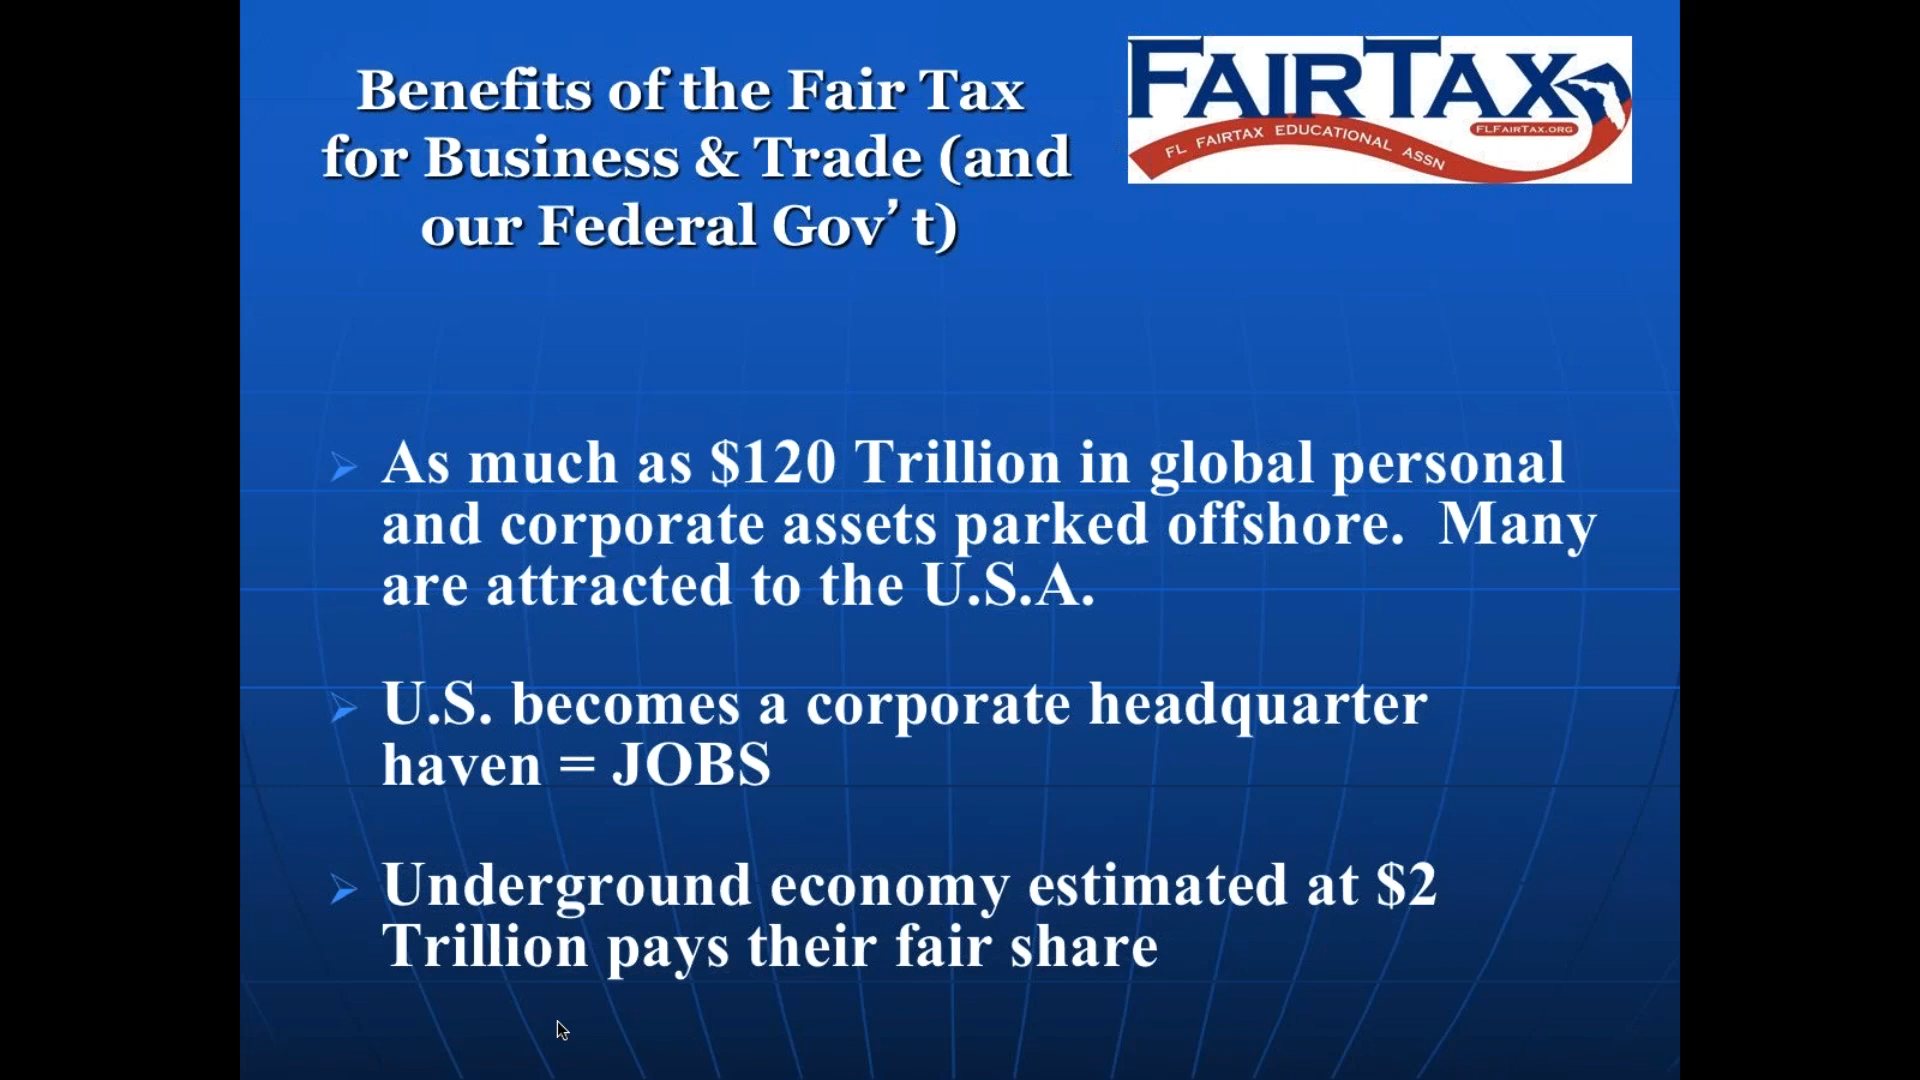 Benefits of the Fair Tax
for Business & Trade (and
our Federal Gov’ t)
FAIRTAX
FLFAIRTAX.ORG
FL FAIRTAX EDUCATIONAL ASSN
As much as $120 Trillion in global personal
and corporate assets parked offshore.  Many
are attracted to the U.S.A.
U.S. becomes a corporate headquarter
haven = JOBS
Underground economy estimated at $2
Trillion pays their fair share